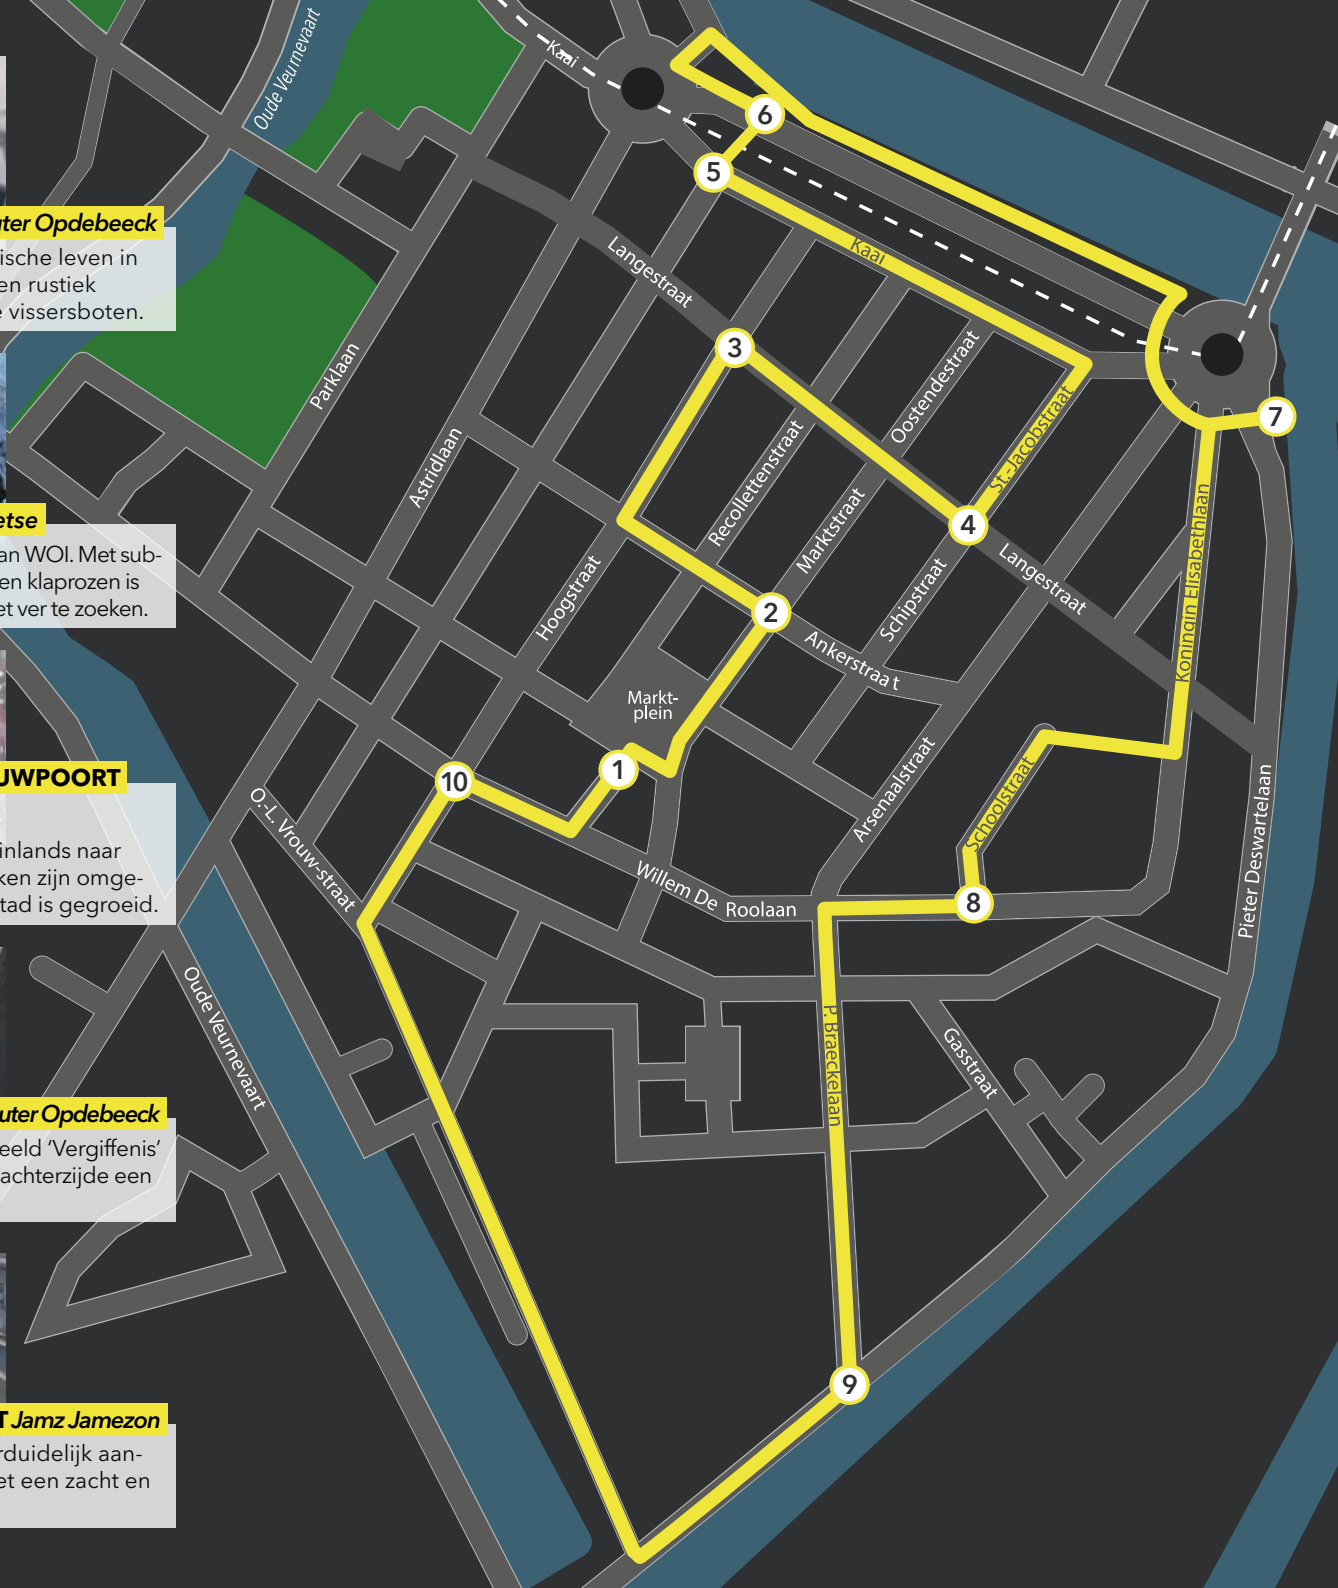 ter Opdebeeck
ische leven in
en rustiek
vissersboten.
etse
an WOI. Met sub-
en klaprozen is
et ver te zoeken.
UWPOORT
inlands naar
ken zijn omge-
tad is gegroeid.
uter Opdebeeck
eeld ‘Vergiffenis’
achterzijde een
T Jamz Jamezon
rduidelijk aan-
et een zacht en
Oude Veurnevaart
Kaai
6
5
Kaai
Langestraat
Parklaan
3
Oostendestraat
St.-Jacobstraat
7
Astridlaan
Recollettenstraat
Marktstraat
4
Langestraat
Koningin Elisabethlaan
Hoogstraat
Schipstraat
2
Ankerstraat
Markt-
plein
1
10
O.-L. Vrouw-straat
Arsenaalstraat
Schoolstraat
Pieter Deswartelaan
Willem De Roolaan
8
Oude Veurnevaart
P. Braeckelaan
Gasstraat
9